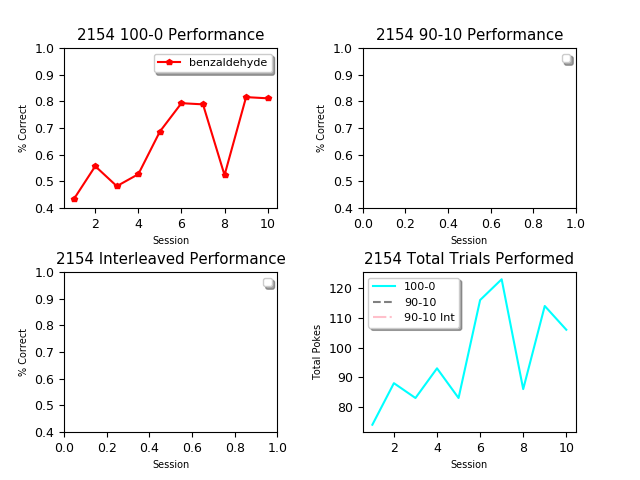 2154 100-0 Performance
1.0
0.9
0.8
0.7
0.6
0.5
0.4
% Correct
benzaldehyde
2 4 6 8 10
Session
2154 90-10 Performance
1.0
0.9
0.8
0.7
0.6
0.5
0.4
% Correct
0.0 0.2 0.4 0.6 0.8 1.0
Session
2154 Interleaved Performance
1.0
0.9
0.8
0.7
0.6
0.5
0.4
% Correct
0.0 0.2 0.4 0.6 0.8 1.0
Session
2154 Total Trials Performed
120
110
100
90
80
Total Pokes
100-0
90-10
90-10 Int
2 4 6 8 10
Session